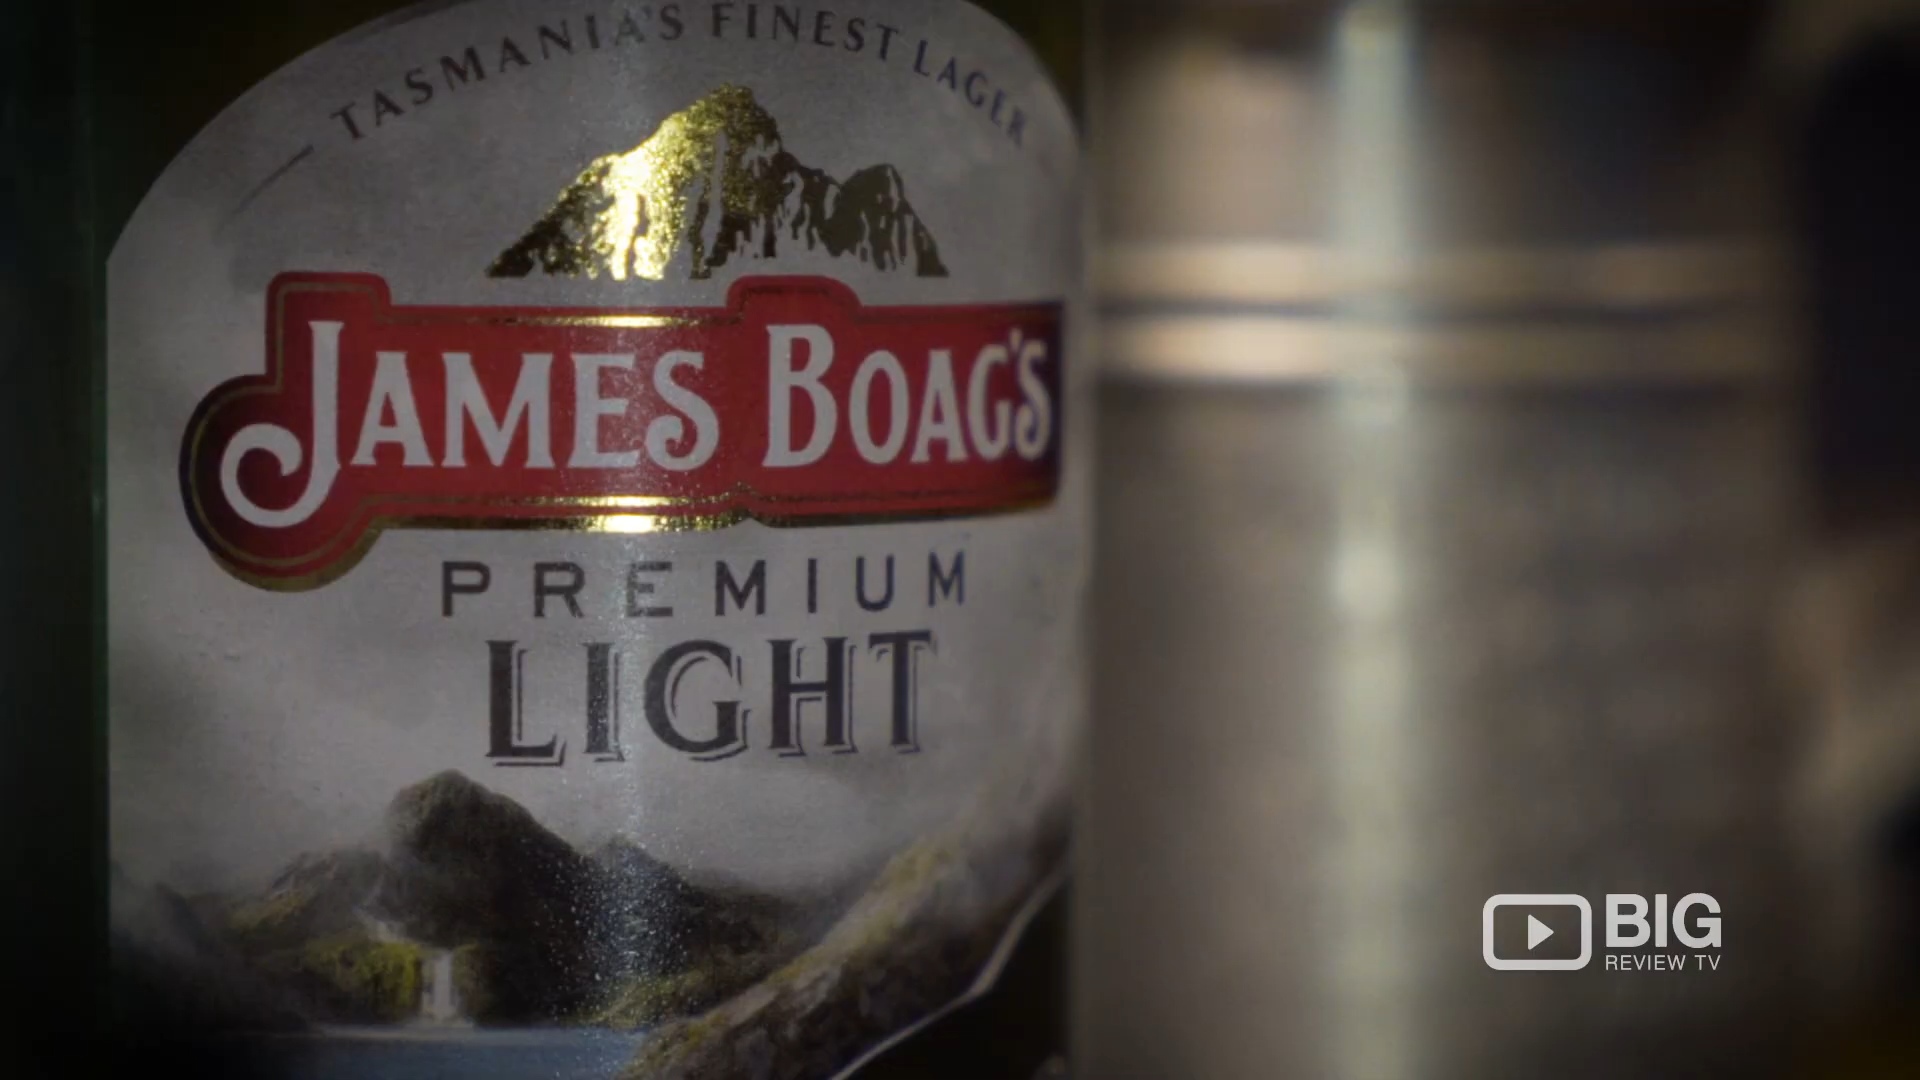 TASMANIA'S FINEST LAGER
JAMES BOAG'S
PREMIUM
LIGHT
BIG
REVIEW TV